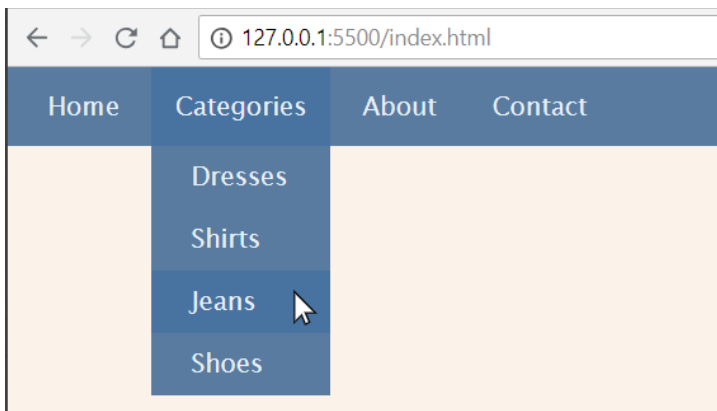 127.0.0.1:5500/index.html
Home Categories About Contact
Dresses
Shirts
Jeans
Shoes